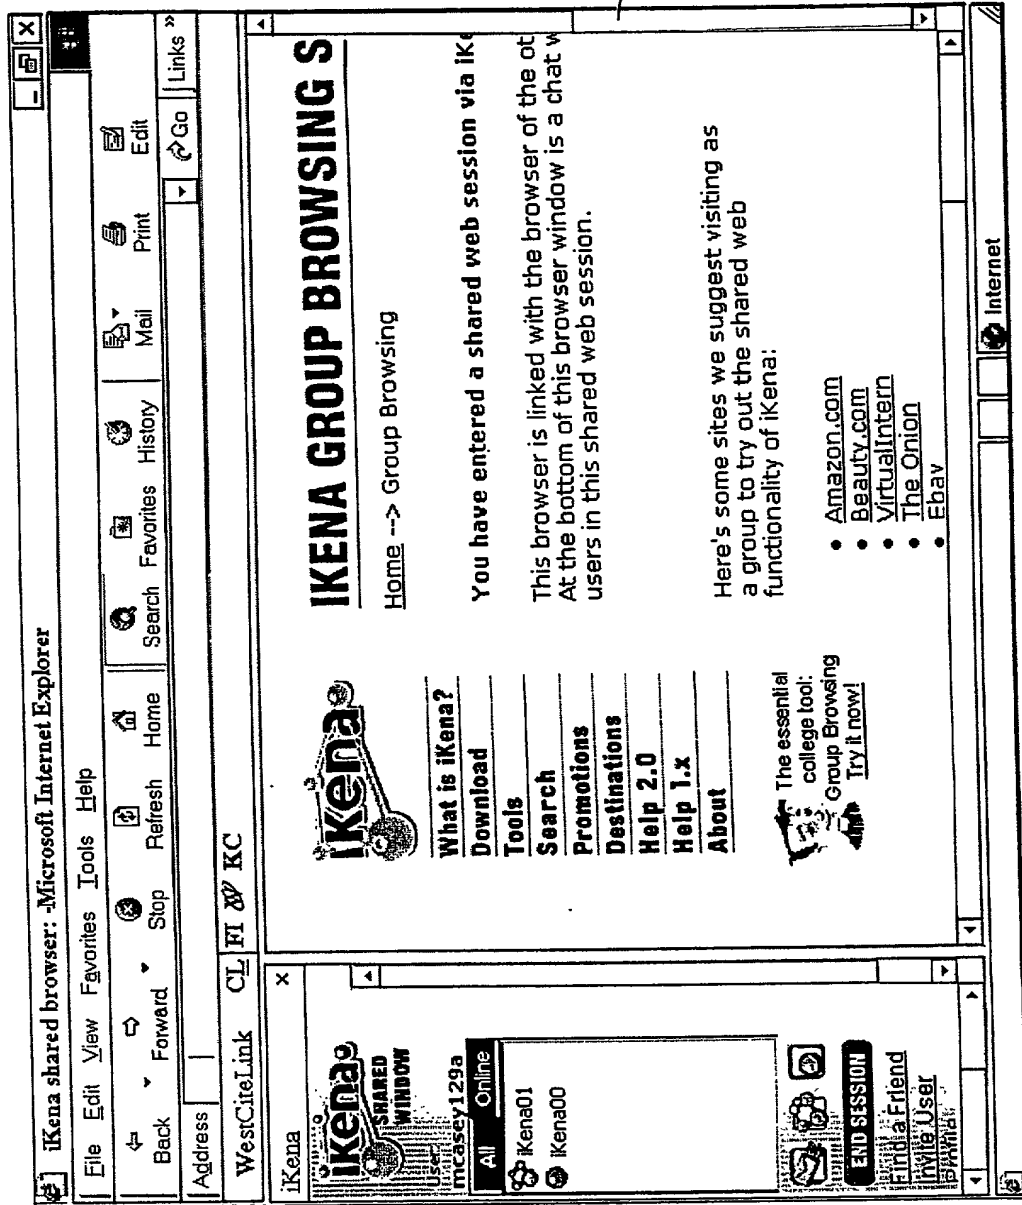 iKena shared browser: -Microsoft Internet Explorer
File Edit View Favorites Tools Help
Back Forward Stop Refresh Home Search Favorites History Mail Print Edit
Address Go Links »
WestCiteLink CL FI KC
iKena
iKena
SHARED
WINDOW
User:
mcasey129a
All Online
iKena01
iKena00
END SESSION
Find a Friend
Invite User
iKena
What is iKena?
Download
Tools
Search
Promotions
Destinations
Help 2.0
Help 1.x
About
The essential
college tool:
Group Browsing
Try it now!
IKENA GROUP BROWSING S
Home ---> Group Browsing
You have entered a shared web session via iKe
This browser is linked with the browser of the ot
At the bottom of this browser window is a chat w
users in this shared web session.
Here's some sites we suggest visiting as
a group to try out the shared web
functionality of iKena:
• Amazon.com
• Beauty.com
• VirtualIntern
• The Onion
• Ebay
Internet